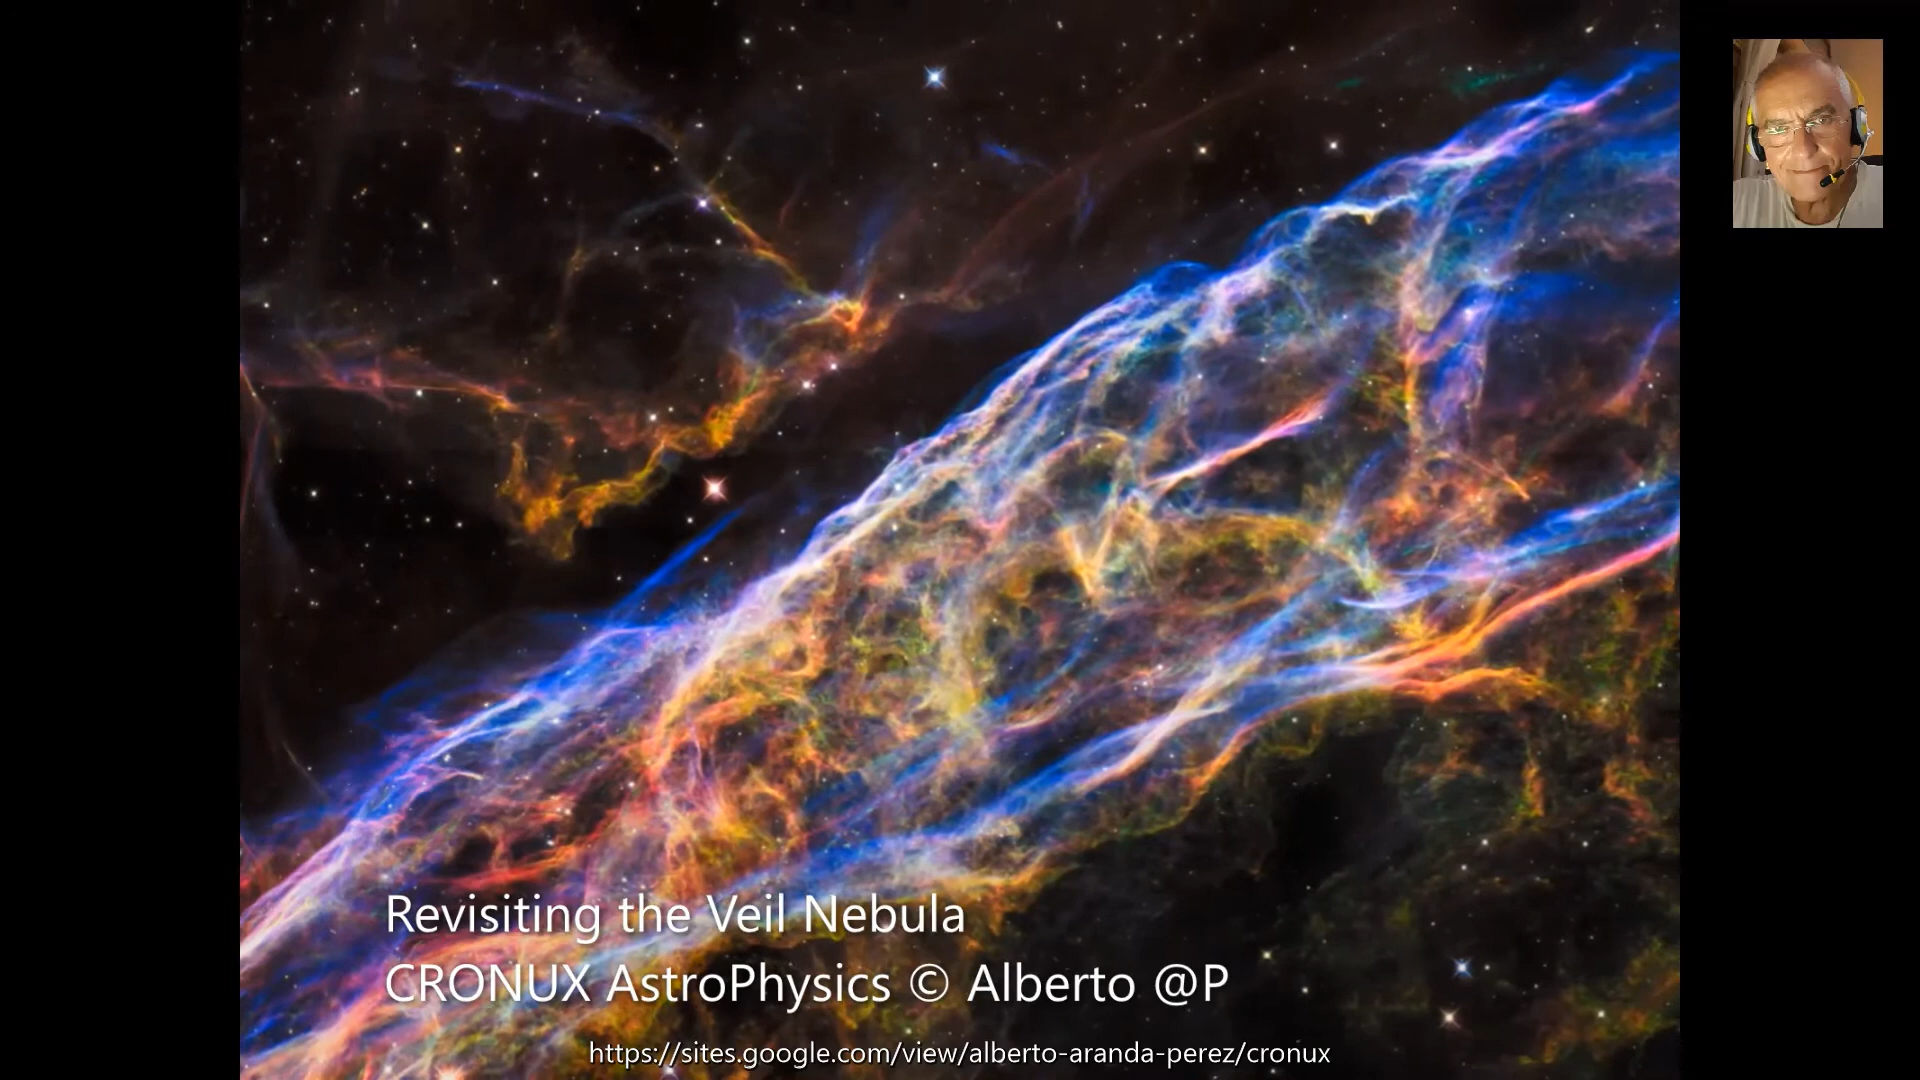 Revisiting the Veil Nebula
CRONUX AstroPhysics © Alberto @P
https://sites.google.com/view/alberto-aranda-perez/cronux